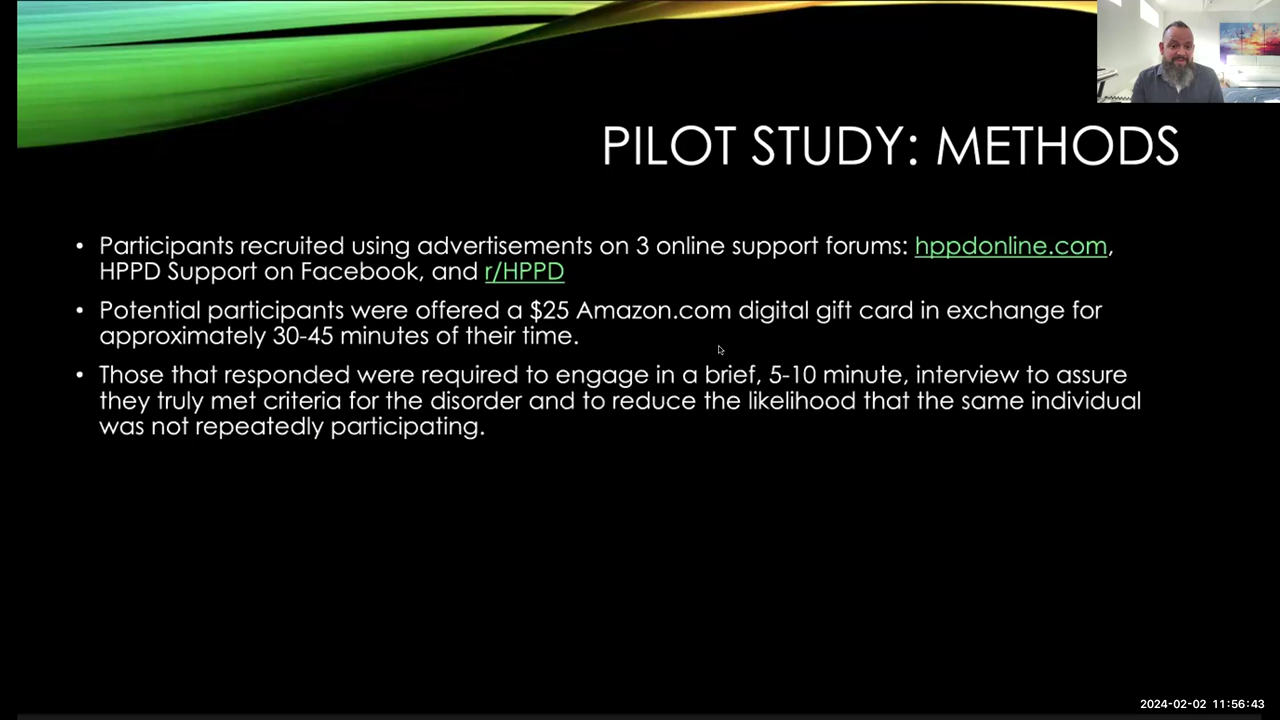 PILOT STUDY: METHODS
• Participants recruited using advertisements on 3 online support forums: hppdonline.com,
HPPD Support on Facebook, and r/HPPD
• Potential participants were offered a $25 Amazon.com digital gift card in exchange for
approximately 30-45 minutes of their time.
• Those that responded were required to engage in a brief, 5-10 minute, interview to assure
they truly met criteria for the disorder and to reduce the likelihood that the same individual
was not repeatedly participating.
2024-02-02 11:56:43